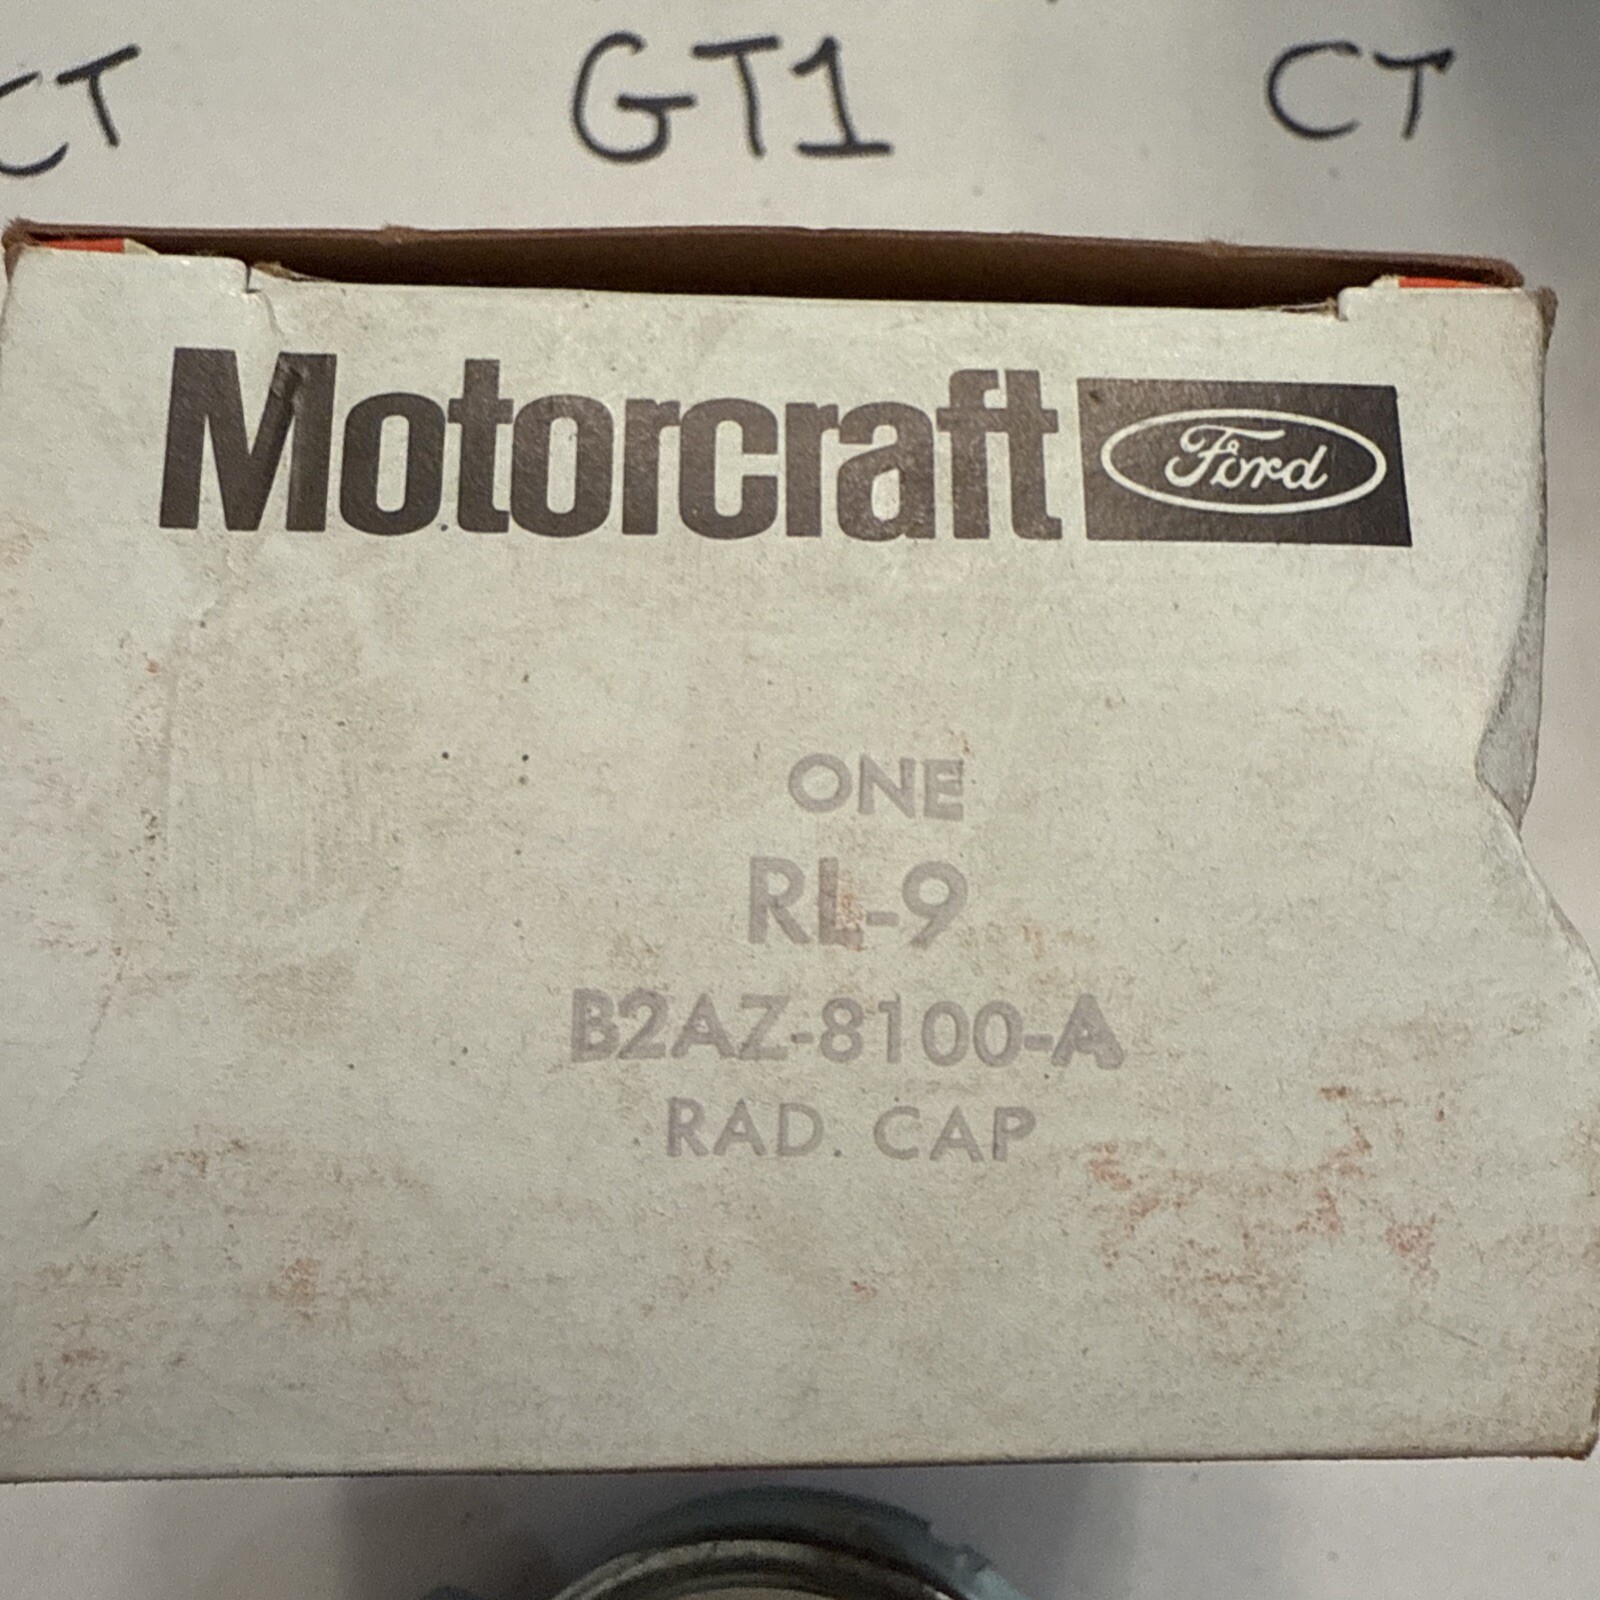 CT GT1 CT
Motorcraft Ford
ONE
RL-9
B2AZ-8100-A
RAD. CAP